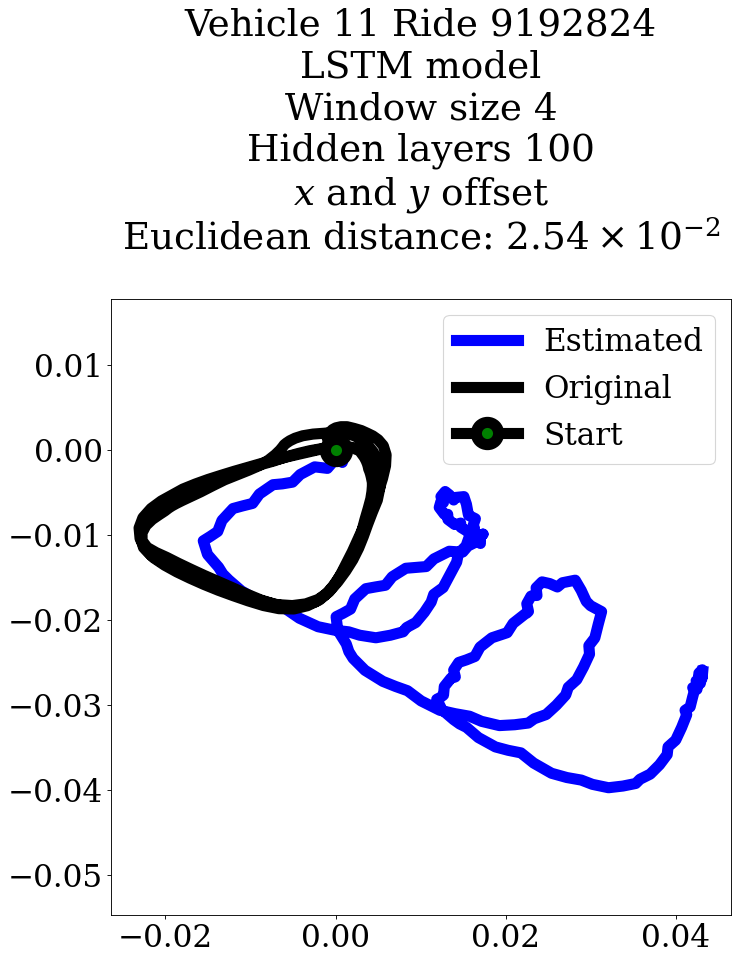 Vehicle 11 Ride 9192824
LSTM model
Window size 4
Hidden layers 100
x and y offset
Euclidean distance: 2.54 × 10⁻²
Estimated
Original
Start
0.01
0.00
−0.01
−0.02
−0.03
−0.04
−0.05
−0.02 0.00 0.02 0.04